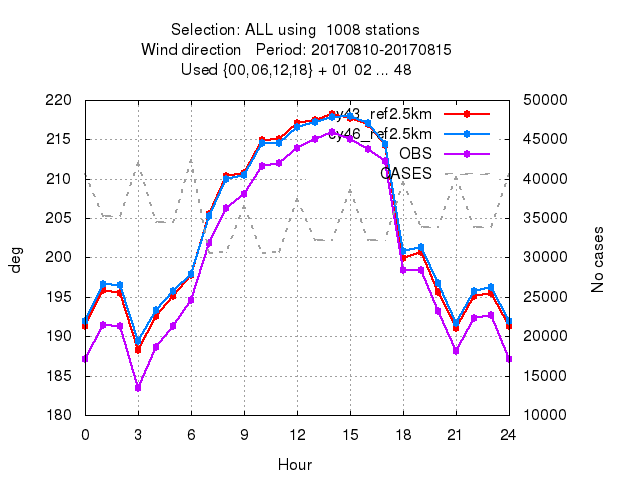 Selection: ALL using 1008 stations
Wind direction Period: 20170810-20170815
Used {00,06,12,18} + 01 02 ... 48
cy43_ref2.5km
cy46_ref2.5km
OBS
CASES
220
215
210
205
200
195
190
185
180
deg
50000
45000
40000
35000
30000
25000
20000
15000
10000
No cases
0 3 6 9 12 15 18 21 24
Hour